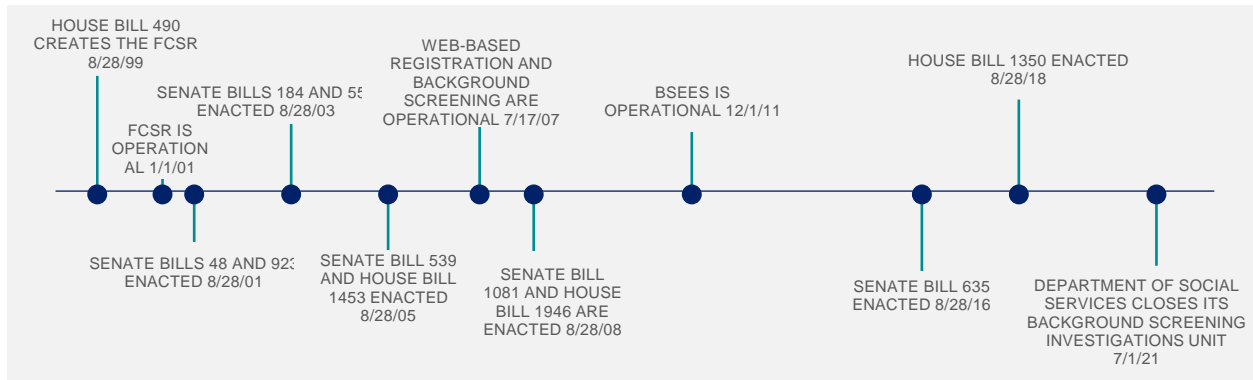 HOUSE BILL 490
CREATES THE FCSR
8/28/99
FCSR IS
OPERATION
AL 1/1/01
SENATE BILLS 48 AND 923
ENACTED 8/28/01
SENATE BILLS 184 AND 55
ENACTED 8/28/03
SENATE BILL 539
AND HOUSE BILL
1453 ENACTED
8/28/05
WEB-BASED
REGISTRATION AND
BACKGROUND
SCREENING ARE
OPERATIONAL 7/17/07
SENATE BILL
1081 AND HOUSE
BILL 1946 ARE
ENACTED 8/28/08
BSEES IS
OPERATIONAL 12/1/11
SENATE BILL 635
ENACTED 8/28/16
HOUSE BILL 1350 ENACTED
8/28/18
DEPARTMENT OF SOCIAL
SERVICES CLOSES ITS
BACKGROUND SCREENING
INVESTIGATIONS UNIT
7/1/21